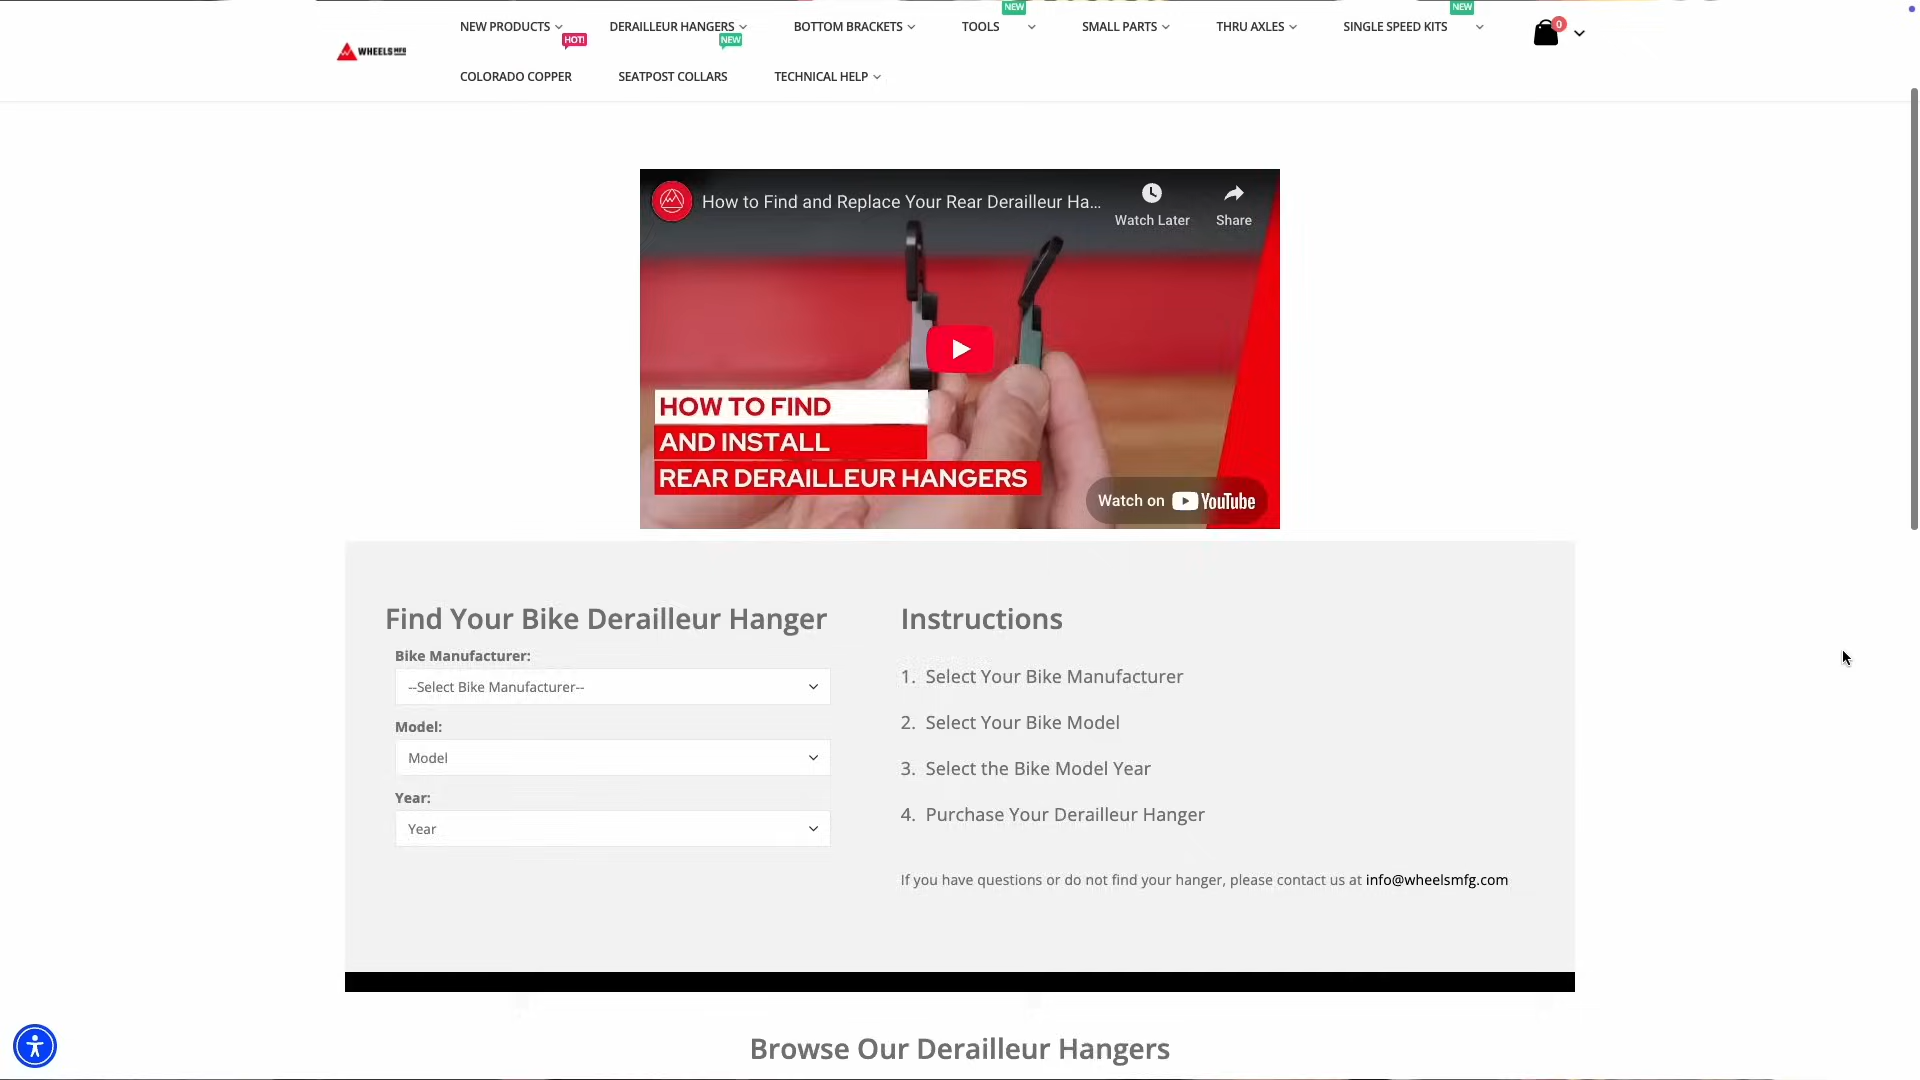 NEW
NEW
NEW PRODUCTS
DERAILLEUR HANGERS
BOTTOM BRACKETS
TOOLS
SMALL PARTS
THRU AXLES
SINGLE SPEED KITS
0
HOT!
NEW
WHEELS MFG
COLORADO COPPER
SEATPOST COLLARS
TECHNICAL HELP
How to Find and Replace Your Rear Derailleur Ha...
Watch Later
Share
HOW TO FIND
AND INSTALL
REAR DERAILLEUR HANGERS
Watch on YouTube
Find Your Bike Derailleur Hanger
Bike Manufacturer:
--Select Bike Manufacturer--
Model:
Model
Year:
Year
Instructions
1. Select Your Bike Manufacturer
2. Select Your Bike Model
3. Select the Bike Model Year
4. Purchase Your Derailleur Hanger
If you have questions or do not find your hanger, please contact us at info@wheelsmfg.com
Browse Our Derailleur Hangers